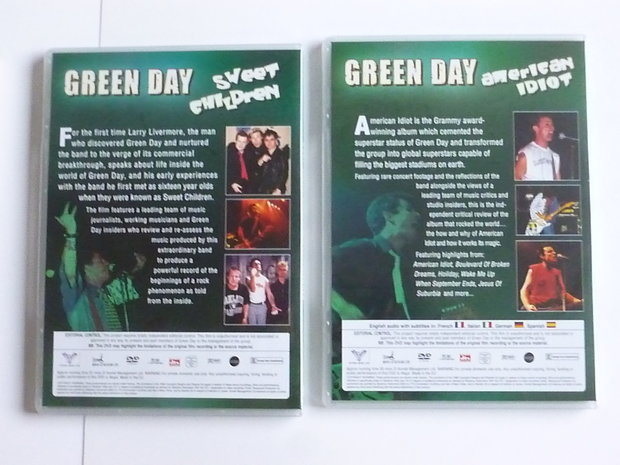 GREEN DAY
SWEET
CHILDREN
For the first time Larry Livermore, the man
who discovered Green Day and nurtured
the band to the verge of its commercial
breakthrough, speaks about life inside the
world of Green Day, and his early experiences
with the band he first met as sixteen year olds
when they were known as Sweet Children.
The film features a leading team of music
journalists, working musicians and Green
Day insiders who review and re-assess the
music produced by this
extraordinary band
to produce a
powerful record of the
beginnings of a rock
phenomenon as told
from the inside.
EDITORIAL CONTROL
DVD
GREEN DAY
american
IDIOT
American Idiot is the Grammy award-
winning album which cemented the
superstar status of Green Day and transformed
the group into global superstars capable of
filling the biggest stadiums on earth.
Featuring rare concert footage and the reflections of the
band alongside the views of a
leading team of music critics and
studio insiders, this is the ind-
ependent critical review of the
album that rocked the world...
the how and why of American
Idiot and how it works its magic.
Featuring highlights from:
American Idiot, Boulevard Of Broken
Dreams, Holiday, Wake Me Up
When September Ends, Jesus Of
Suburbia and more...
English audio with subtitles in: French Italian German Spanish
EDITORIAL CONTROL
DVD